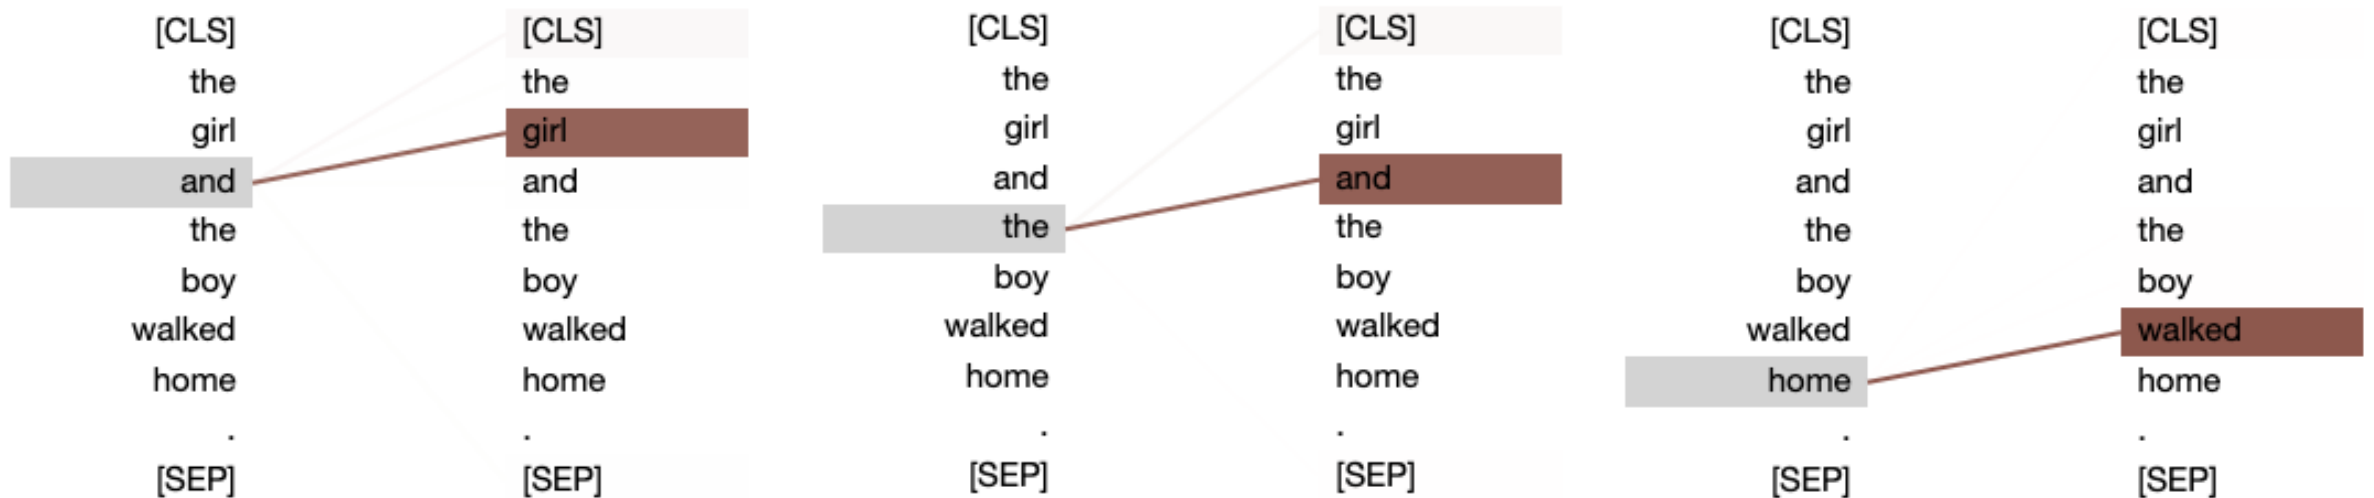 [CLS] [CLS] [CLS] [CLS] [CLS] [CLS]
the the the the the the
girl girl girl girl girl girl
and and and and and and
the the the the the the
boy boy boy boy boy boy
walked walked walked walked walked walked
home home home home home home
. . . . . .
[SEP] [SEP] [SEP] [SEP] [SEP] [SEP]